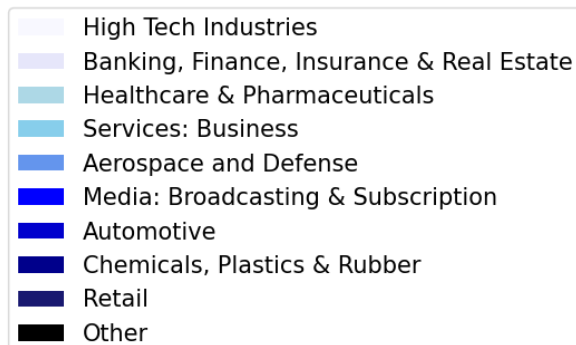 High Tech Industries
Banking, Finance, Insurance & Real Estate
Healthcare & Pharmaceuticals
Services: Business
Aerospace and Defense
Media: Broadcasting & Subscription
Automotive
Chemicals, Plastics & Rubber
Retail
Other